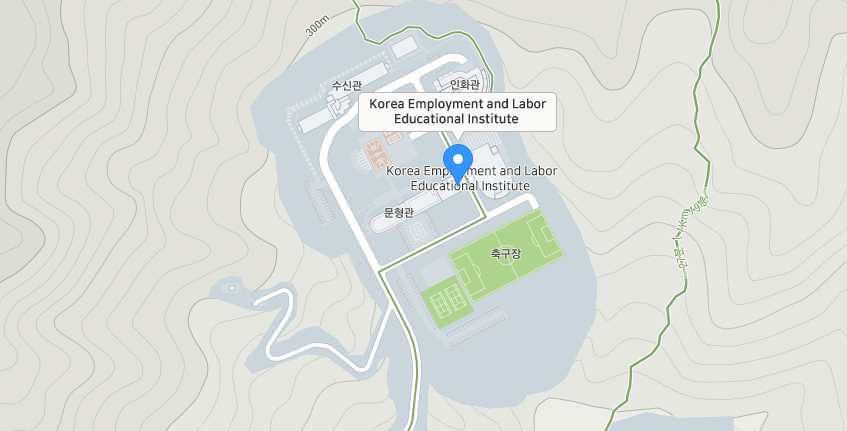 300m
수신관
인화관
Korea Employment and Labor
Educational Institute
Korea Employment and Labor
Educational Institute
문형관
축구장